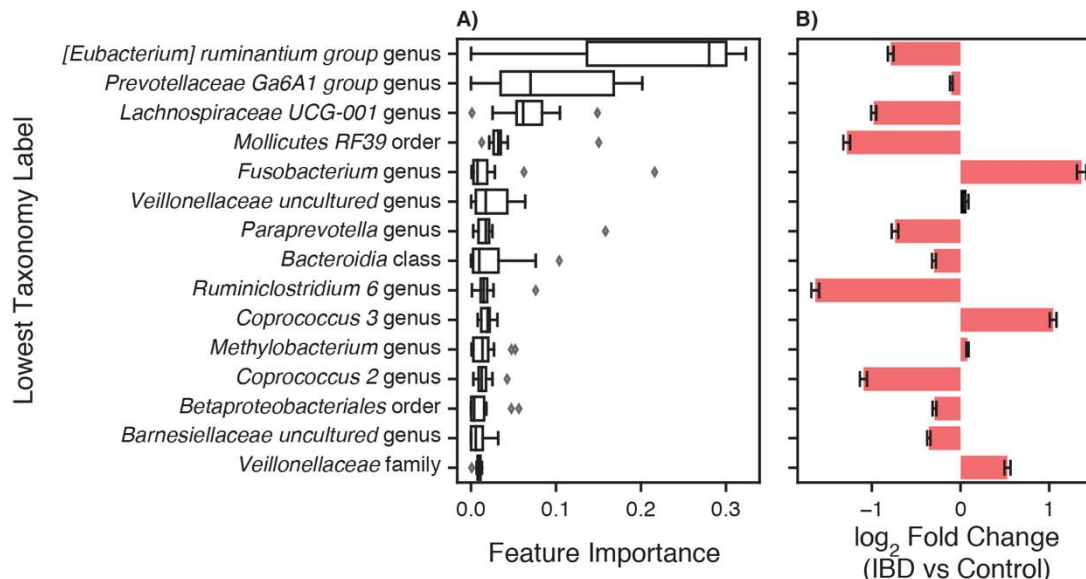 A)
B)
Lowest Taxonomy Label
[Eubacterium] ruminantium group genus
Prevotellaceae Ga6A1 group genus
Lachnospiraceae UCG-001 genus
Mollicutes RF39 order
Fusobacterium genus
Veillonellaceae uncultured genus
Paraprevotella genus
Bacteroidia class
Ruminiclostridium 6 genus
Coprococcus 3 genus
Methylobacterium genus
Coprococcus 2 genus
Betaproteobacteriales order
Barnesiellaceae uncultured genus
Veillonellaceae family
0.0 0.1 0.2 0.3
Feature Importance
−1 0 1
log2 Fold Change
(IBD vs Control)